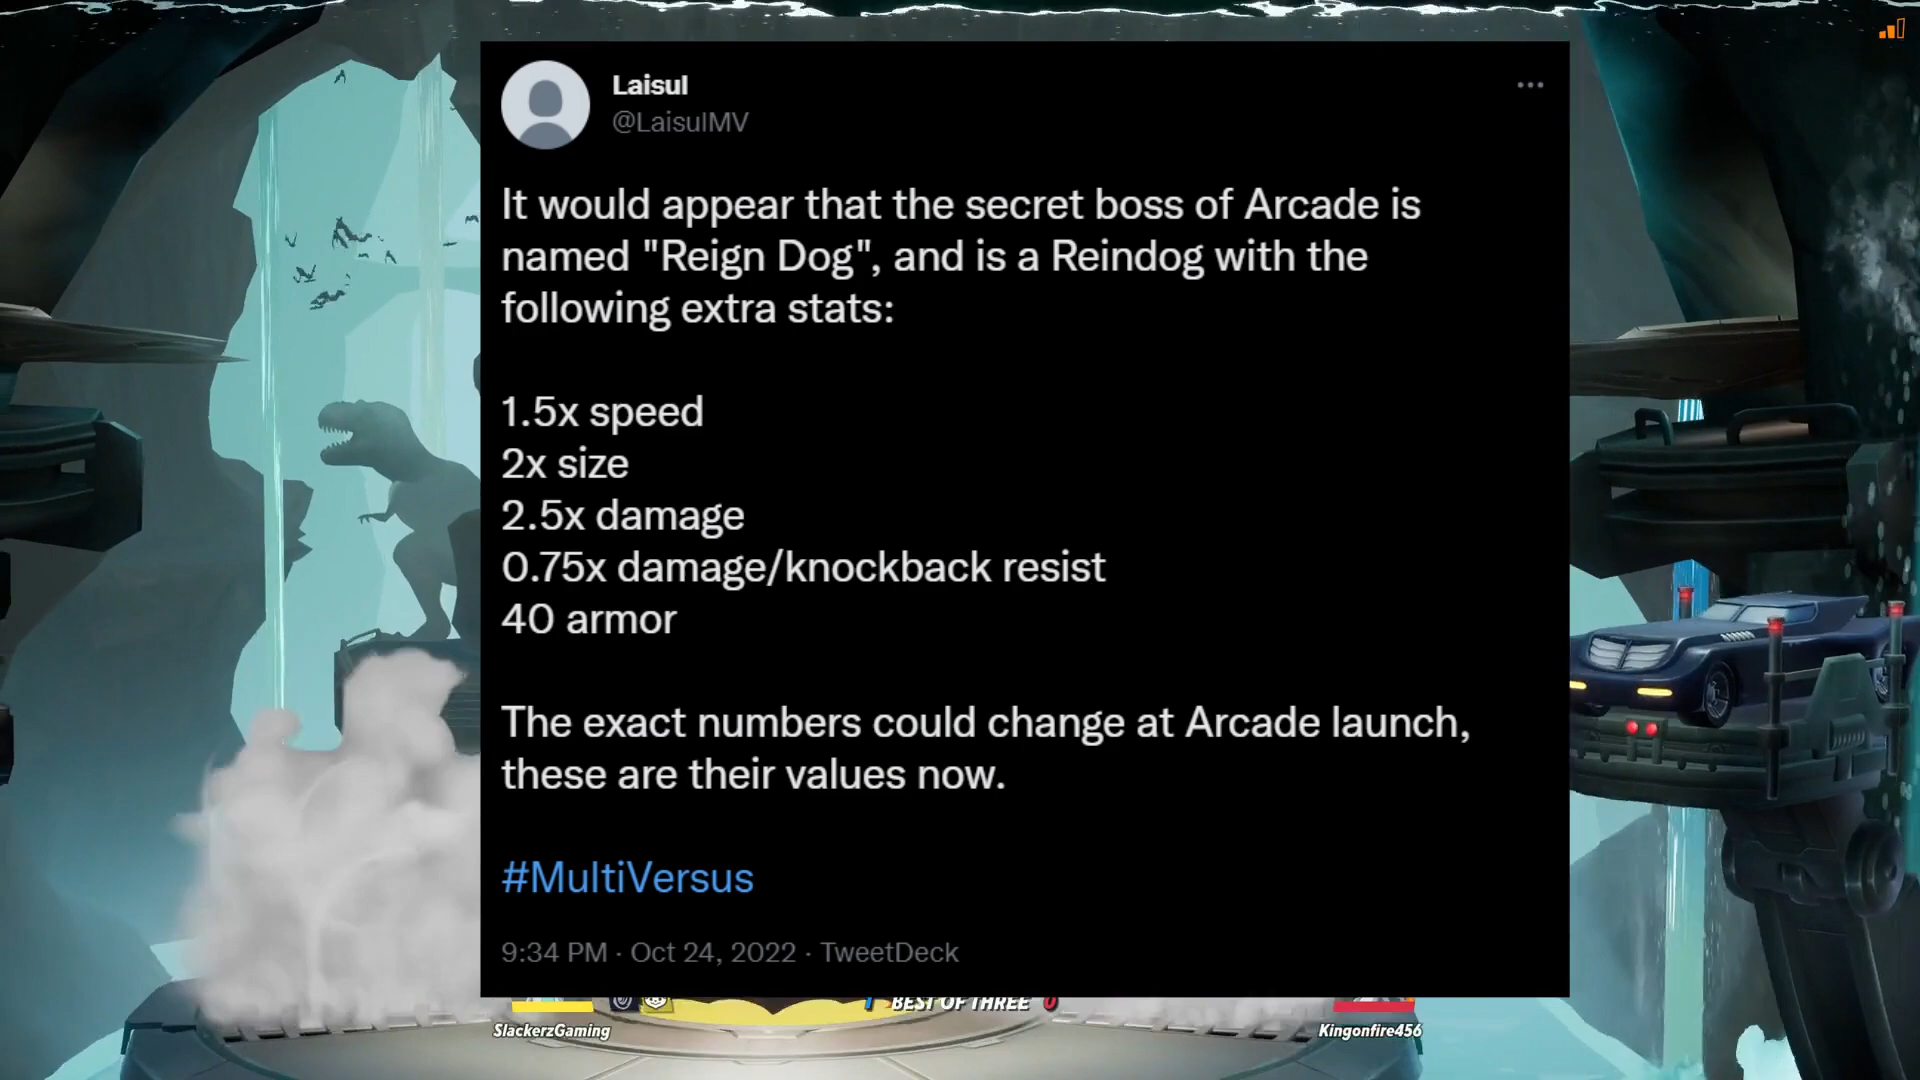 Laisul
@LaisulMV
It would appear that the secret boss of Arcade is
named "Reign Dog", and is a Reindog with the
following extra stats:
1.5x speed
2x size
2.5x damage
0.75x damage/knockback resist
40 armor
The exact numbers could change at Arcade launch,
these are their values now.
#MultiVersus
9:34 PM · Oct 24, 2022 · TweetDeck
1 BEST OF THREE 0
SlackerzGaming
Kingonfire456